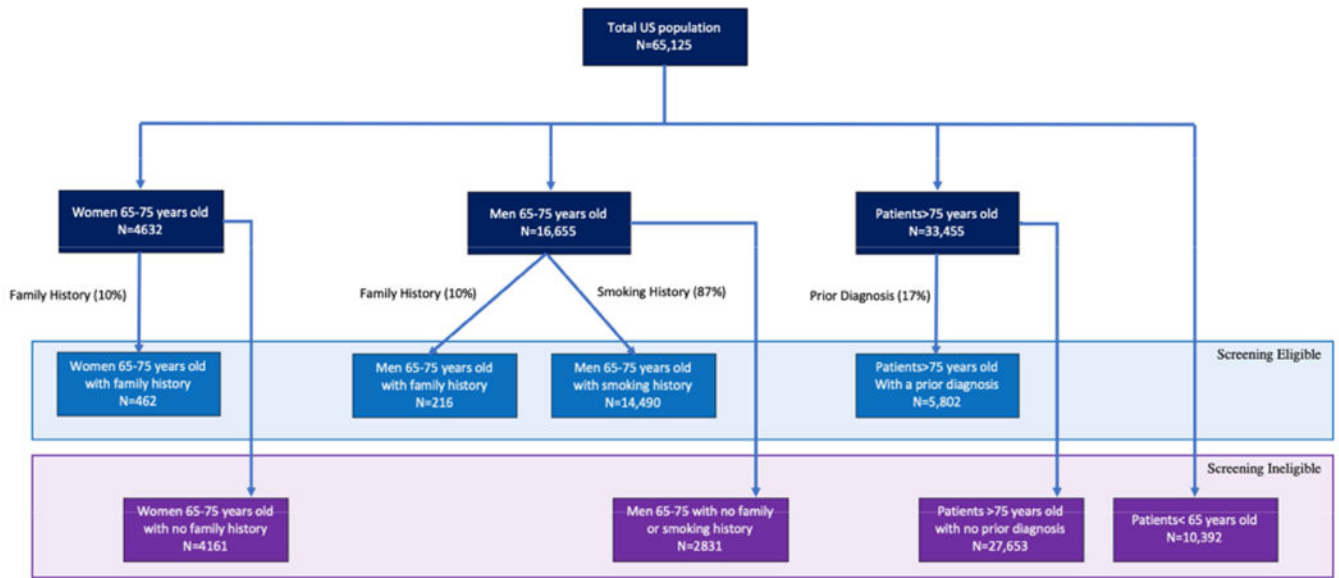 Total US population
N=65,125
Women 65-75 years old
N=4632
Men 65-75 years old
N=16,655
Patients>75 years old
N=33,455
Family History (10%)
Family History (10%)
Smoking History (87%)
Prior Diagnosis (17%)
Screening Eligible
Women 65-75 years old
with family history
N=462
Men 65-75 years old
with family history
N=216
Men 65-75 years old
with smoking history
N=14,490
Patients>75 years old
With a prior diagnosis
N=5,802
Screening Ineligible
Women 65-75 years old
with no family history
N=4161
Men 65-75 with no family
or smoking history
N=2831
Patients >75 years old
with no prior diagnosis
N=27,653
Patients< 65 years old
N=10,392